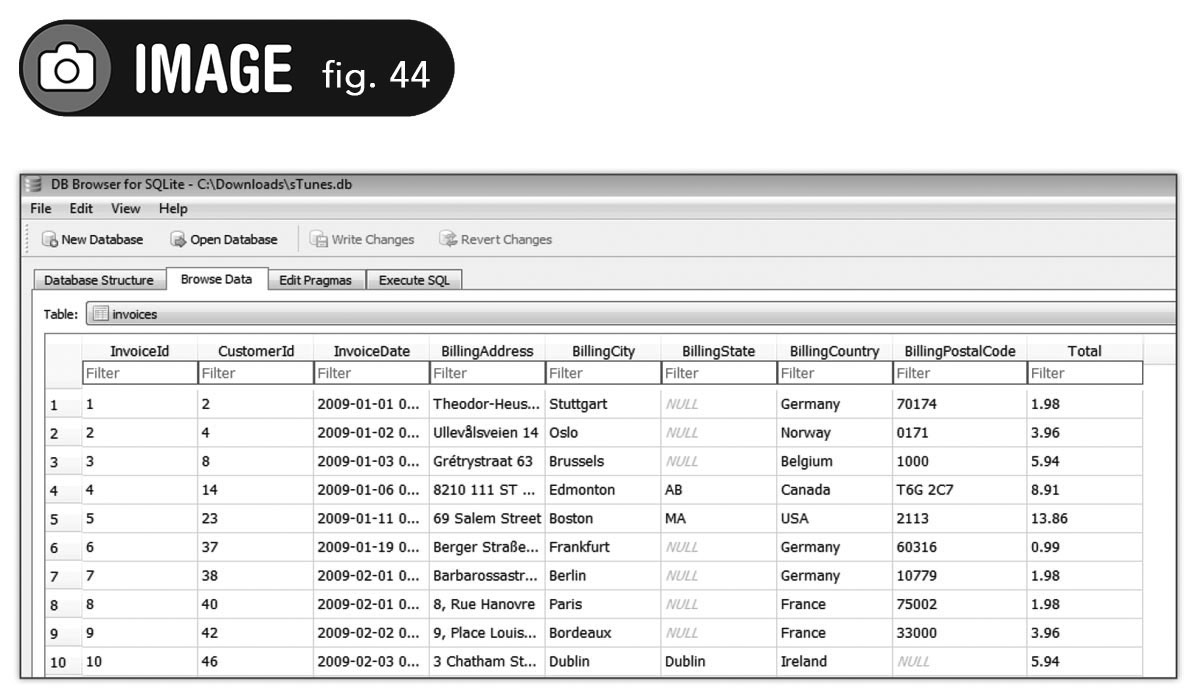 IMAGE fig. 44
DB Browser for SQLite - C:\Downloads\sTunes.db
File Edit View Help
New Database Open Database Write Changes Revert Changes
Database Structure Browse Data Edit Pragmas Execute SQL
Table: invoices
InvoiceId CustomerId InvoiceDate BillingAddress BillingCity BillingState BillingCountry BillingPostalCode Total
Filter Filter Filter Filter Filter Filter Filter Filter Filter
1 1 2 2009-01-01 0... Theodor-Heus... Stuttgart NULL Germany 70174 1.98
2 2 4 2009-01-02 0... Ullevålsveien 14 Oslo NULL Norway 0171 3.96
3 3 8 2009-01-03 0... Grétrystraat 63 Brussels NULL Belgium 1000 5.94
4 4 14 2009-01-06 0... 8210 111 ST ... Edmonton AB Canada T6G 2C7 8.91
5 5 23 2009-01-11 0... 69 Salem Street Boston MA USA 2113 13.86
6 6 37 2009-01-19 0... Berger Straße... Frankfurt NULL Germany 60316 0.99
7 7 38 2009-02-01 0... Barbarossastr... Berlin NULL Germany 10779 1.98
8 8 40 2009-02-01 0... 8, Rue Hanovre Paris NULL France 75002 1.98
9 9 42 2009-02-02 0... 9, Place Louis... Bordeaux NULL France 33000 3.96
10 10 46 2009-02-03 0... 3 Chatham St... Dublin Dublin Ireland NULL 5.94